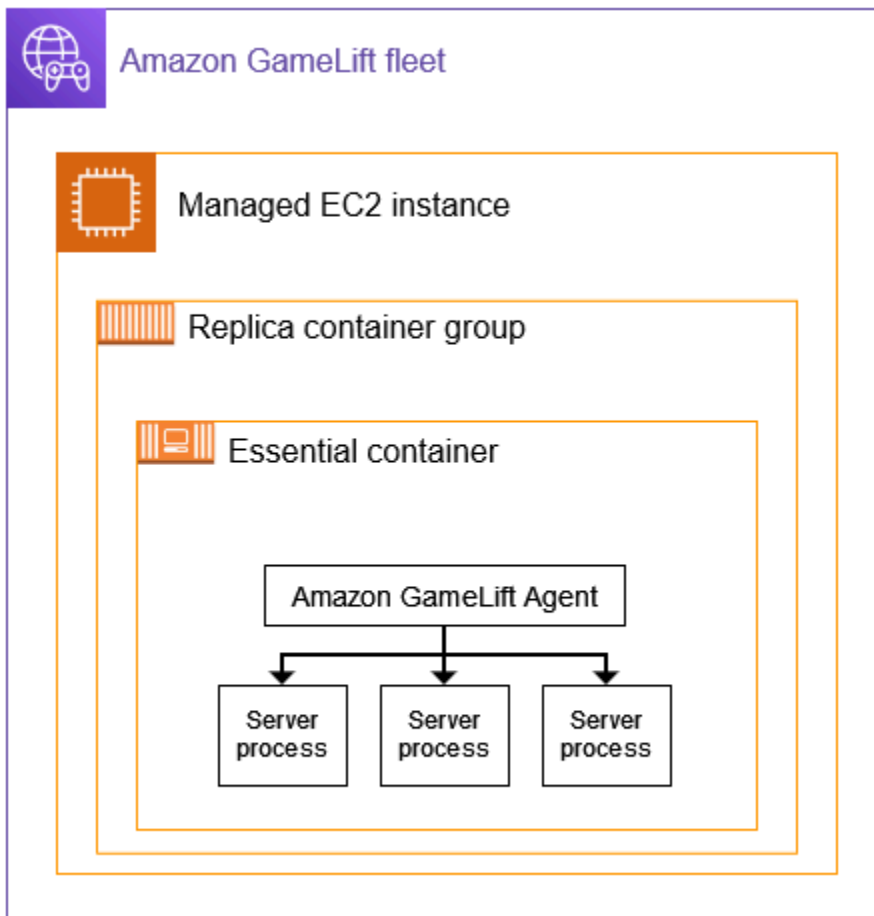 Amazon GameLift fleet
Managed EC2 instance
Replica container group
Essential container
Amazon GameLift Agent
Server
process
Server
process
Server
process